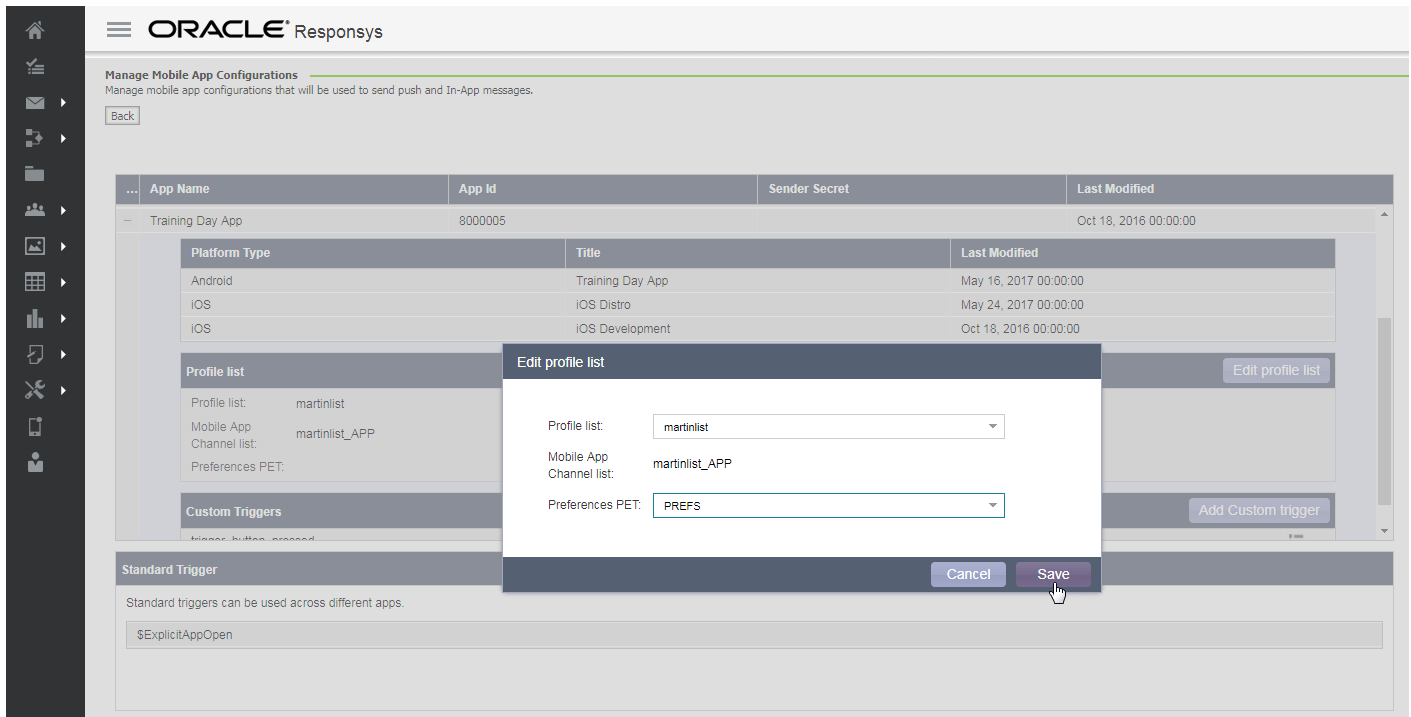 ORACLE® Responsys
Manage Mobile App Configurations
Manage mobile app configurations that will be used to send push and In-App messages.
Back
... App Name App Id Sender Secret Last Modified
Training Day App 8000005 Oct 18, 2016 00:00:00
Platform Type Title Last Modified
Android Training Day App May 16, 2017 00:00:00
iOS iOS Distro May 24, 2017 00:00:00
iOS iOS Development Oct 18, 2016 00:00:00
Profile list Edit profile list
Profile list: martinlist
Mobile App
Channel list: martinlist_APP
Preferences PET:
Custom Triggers Add Custom trigger
trigger_button_pressed
Edit profile list
Profile list: martinlist
Mobile App
Channel list: martinlist_APP
Preferences PET: PREFS
Cancel Save
Standard Trigger
Standard triggers can be used across different apps.
$ExplicitAppOpen